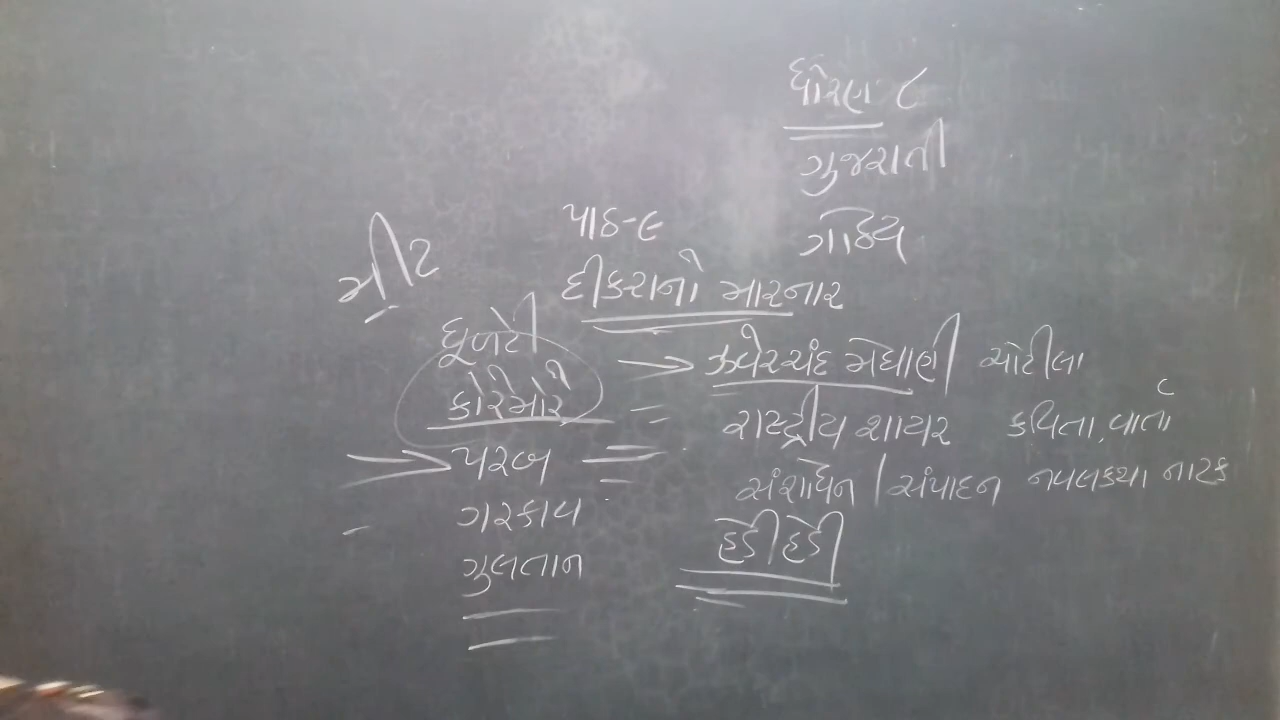 ધોરણ ૮
ગુજરાતી
ગદ્ય
પાઠ-૯
દીકરાનો મારનાર
મીટ
ધૂળેટી
કોરેમોરે
પરબ
ગરકાવ
ગુલતાન
ઝવેરચંદ મેઘાણી ચોટીલા
રાષ્ટ્રીય શાયર કવિતા, વાર્તા
સંશોધન / સંપાદન નવલકથા નાટક
હેડીહેડી